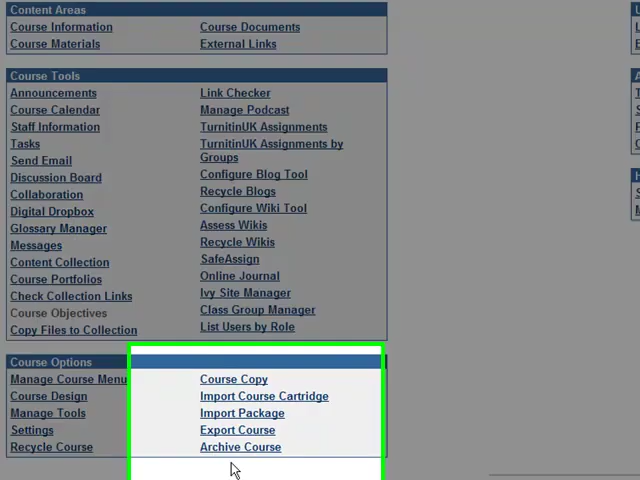 Content Areas
Course Information
Course Documents
Course Materials
External Links
Course Tools
Announcements
Link Checker
Course Calendar
Manage Podcast
Staff Information
TurnitinUK Assignments
Tasks
TurnitinUK Assignments by
Groups
Send Email
Configure Blog Tool
Discussion Board
Recycle Blogs
Collaboration
Configure Wiki Tool
Digital Dropbox
Assess Wikis
Glossary Manager
Recycle Wikis
Messages
SafeAssign
Content Collection
Online Journal
Course Portfolios
Ivy Site Manager
Check Collection Links
Class Group Manager
Course Objectives
List Users by Role
Copy Files to Collection
Course Options
Manage Course Menu
Course Copy
Course Design
Import Course Cartridge
Manage Tools
Import Package
Settings
Export Course
Recycle Course
Archive Course